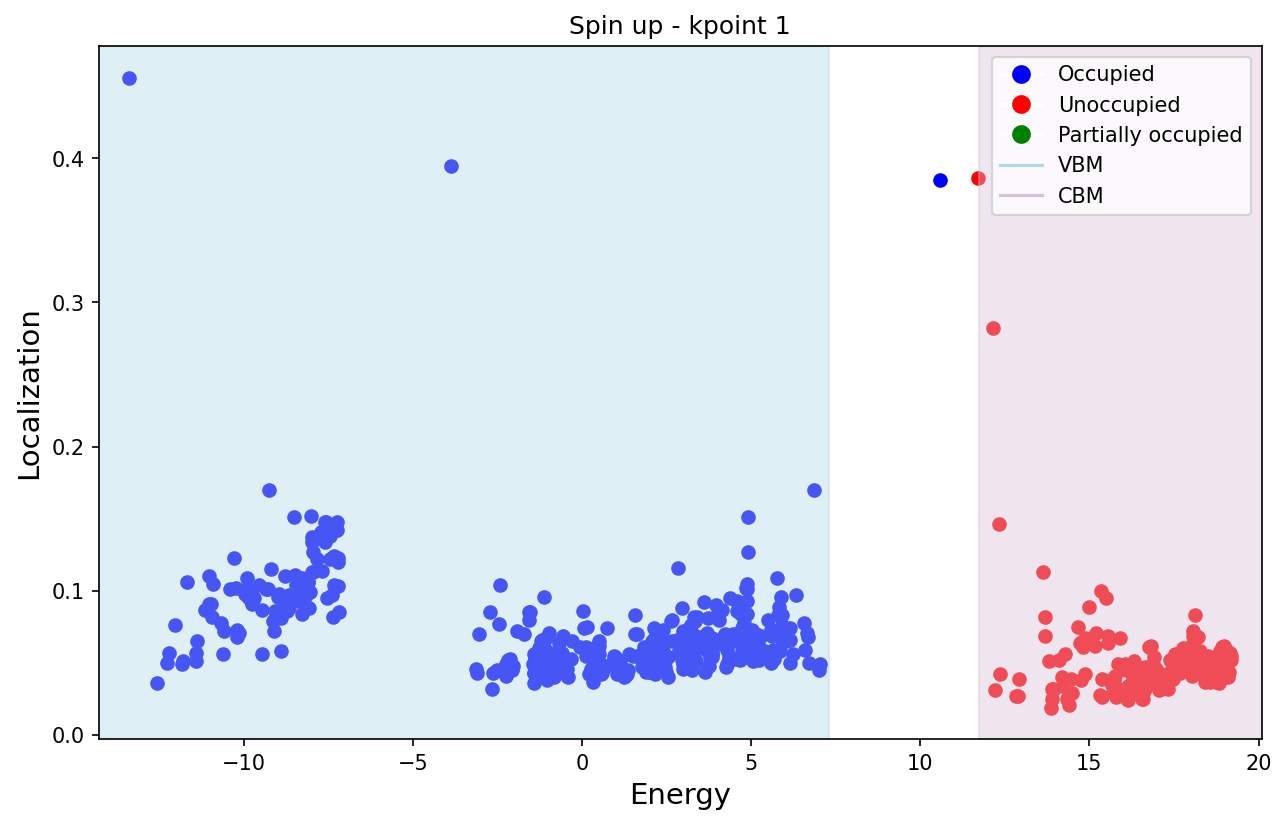 Spin up - kpoint 1
Localization
0.4
0.3
0.2
0.1
0.0
Occupied
Unoccupied
Partially occupied
VBM
CBM
−10
−5
0
5
10
15
20
Energy